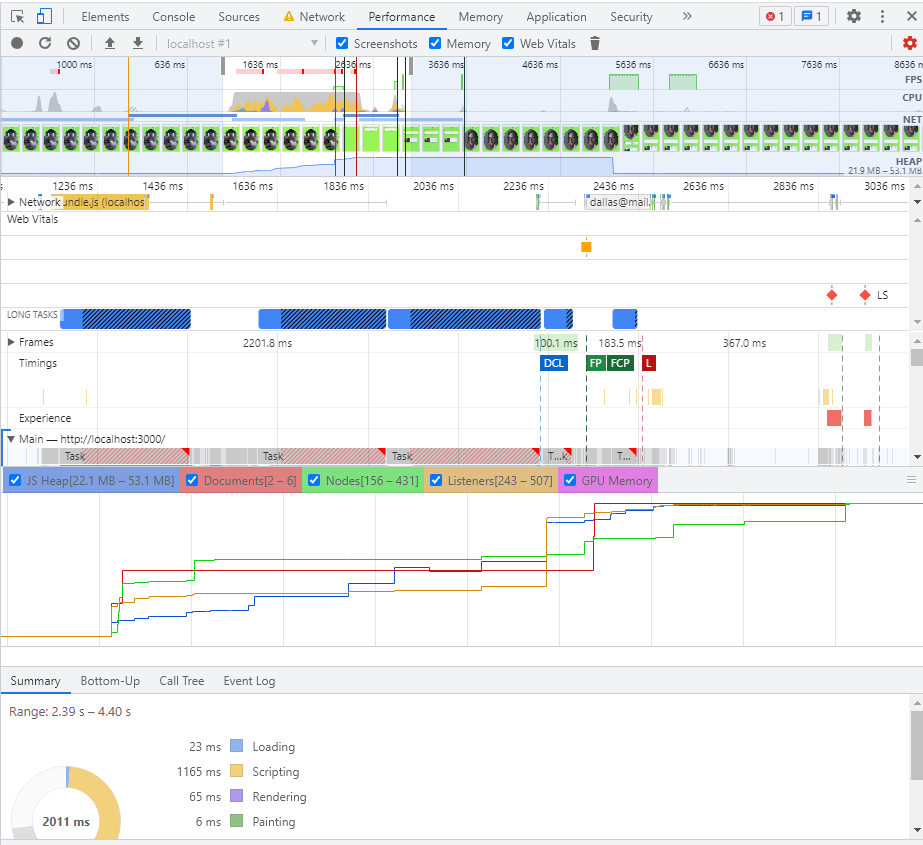 Elements Console Sources Network Performance Memory Application Security » 1 1
localhost #1 Screenshots Memory Web Vitals
1000 ms 636 ms 1636 ms 2636 ms 3636 ms 4636 ms 5636 ms 6636 ms 7636 ms 8636 m
FPS
CPU
NET
HEAP
21.9 MB – 53.1 MB
1236 ms 1436 ms 1636 ms 1836 ms 2036 ms 2236 ms 2436 ms 2636 ms 2836 ms 3036 ms
Network undle.js (localhos dallas@mail.
Web Vitals
LS
LONG TASKS
Frames 2201.8 ms 100.1 ms 183.5 ms 367.0 ms
Timings DCL FP FCP L
Experience
Main — http://localhost:3000/
Task Task Task T...k T...
JS Heap[22.1 MB – 53.1 MB] Documents[2 – 6] Nodes[156 – 431] Listeners[243 – 507] GPU Memory
Summary Bottom-Up Call Tree Event Log
Range: 2.39 s – 4.40 s
23 ms Loading
1165 ms Scripting
65 ms Rendering
6 ms Painting
2011 ms